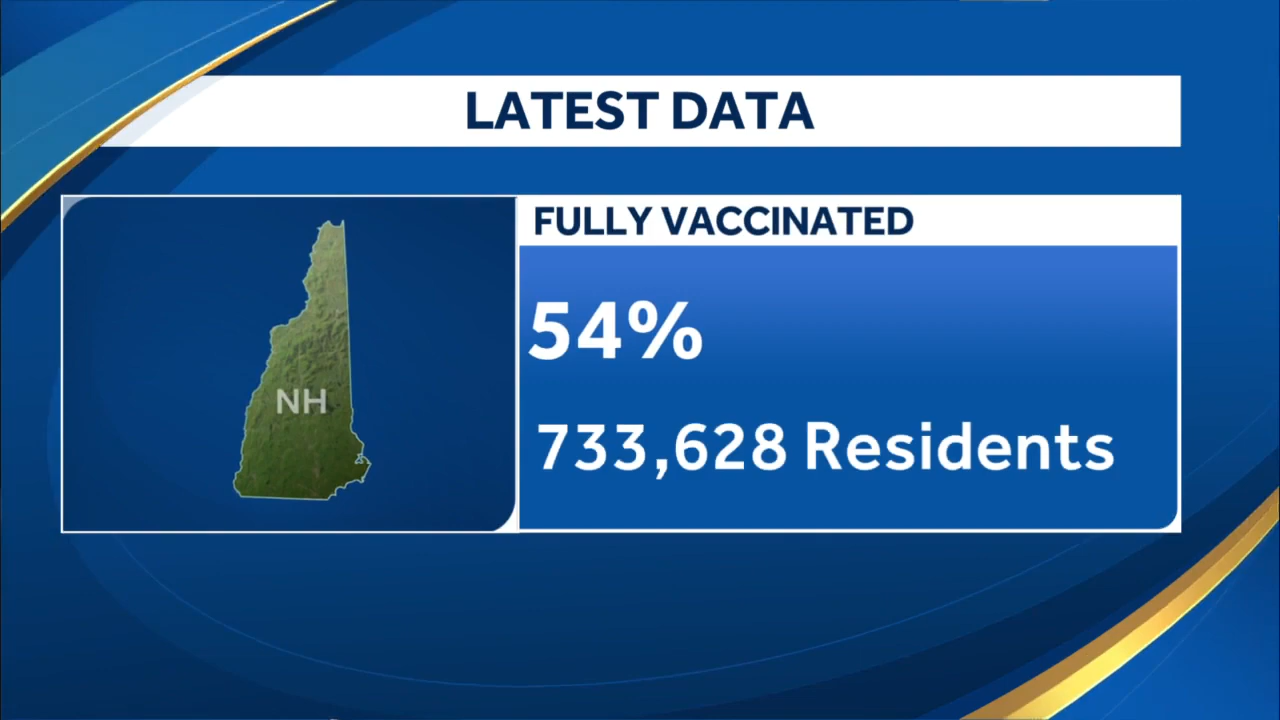 LATEST DATA
FULLY VACCINATED
54%
NH
733,628 Residents